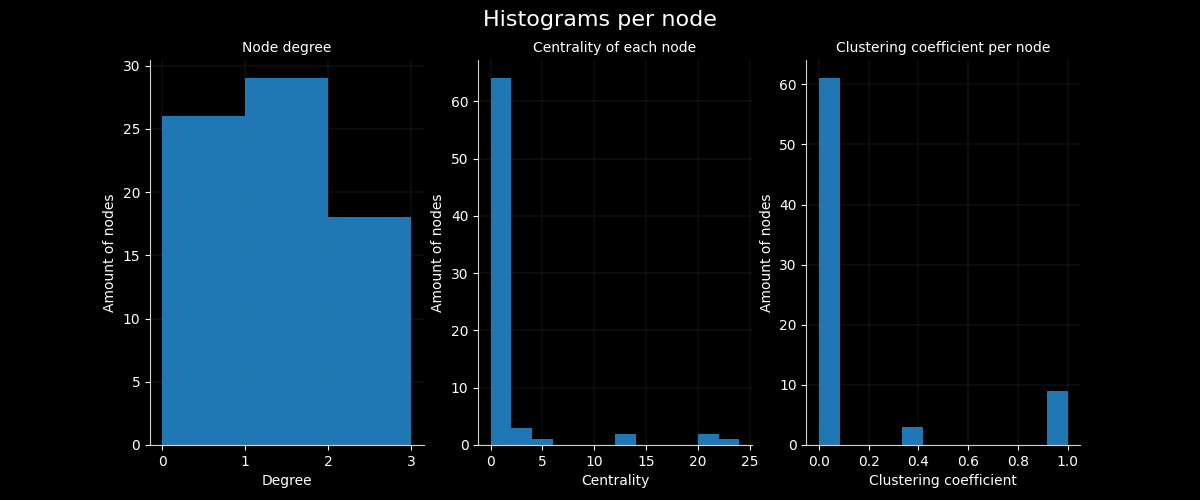 Histograms per node
Node degree
30
25
20
15
10
5
0
Amount of nodes
0 1 2 3
Degree
Centrality of each node
60
50
40
30
20
10
0
Amount of nodes
0 5 10 15 20 25
Centrality
Clustering coefficient per node
60
50
40
30
20
10
0
Amount of nodes
0.0 0.2 0.4 0.6 0.8 1.0
Clustering coefficient